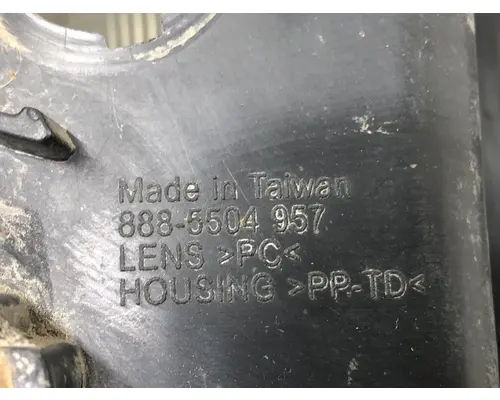 Made in Taiwan
888-5504 957
LENS >PC<
HOUSING >PP-TD<